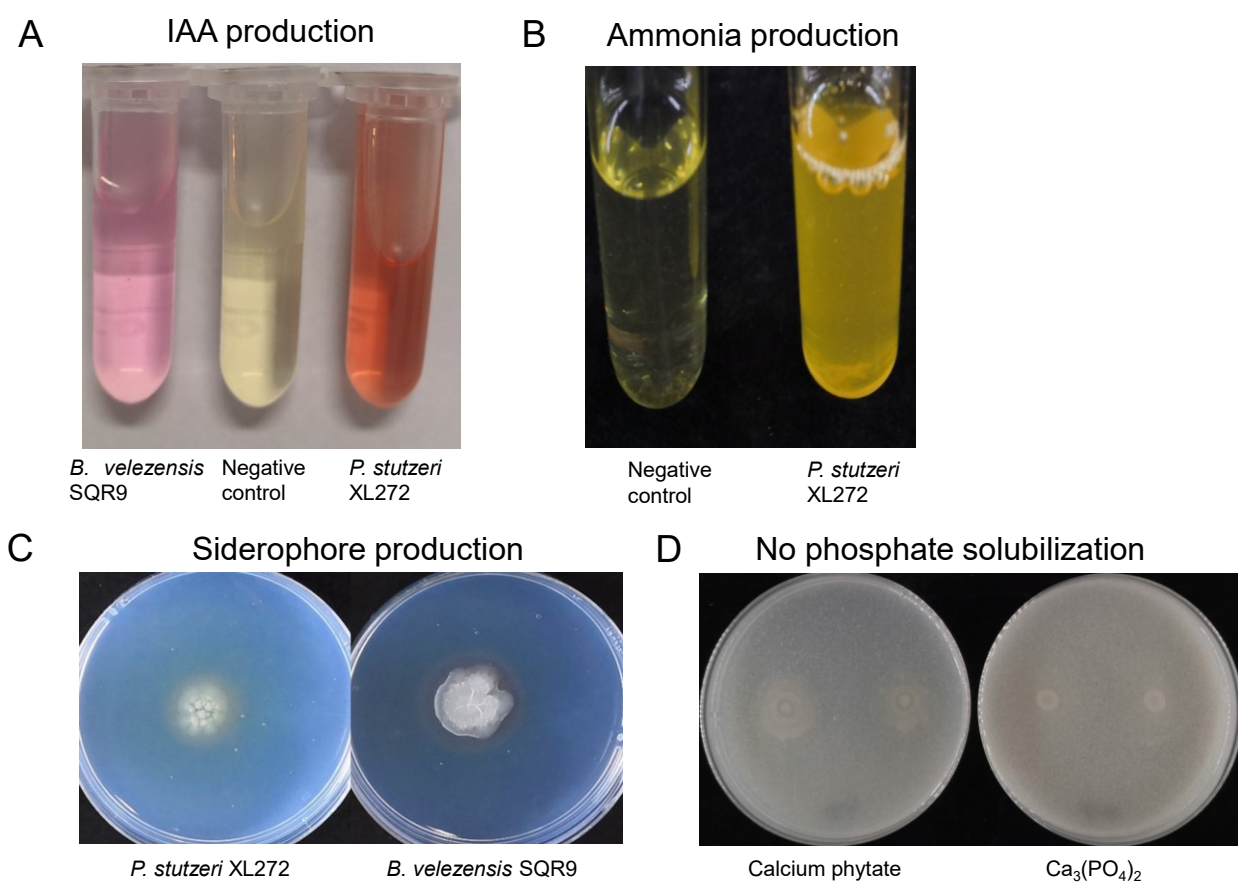 A
IAA production
B. velezensis
SQR9
Negative
control
P. stutzeri
XL272
B
Ammonia production
Negative
control
P. stutzeri
XL272
C
Siderophore production
P. stutzeri XL272
B. velezensis SQR9
D
No phosphate solubilization
Calcium phytate
Ca₃(PO₄)₂